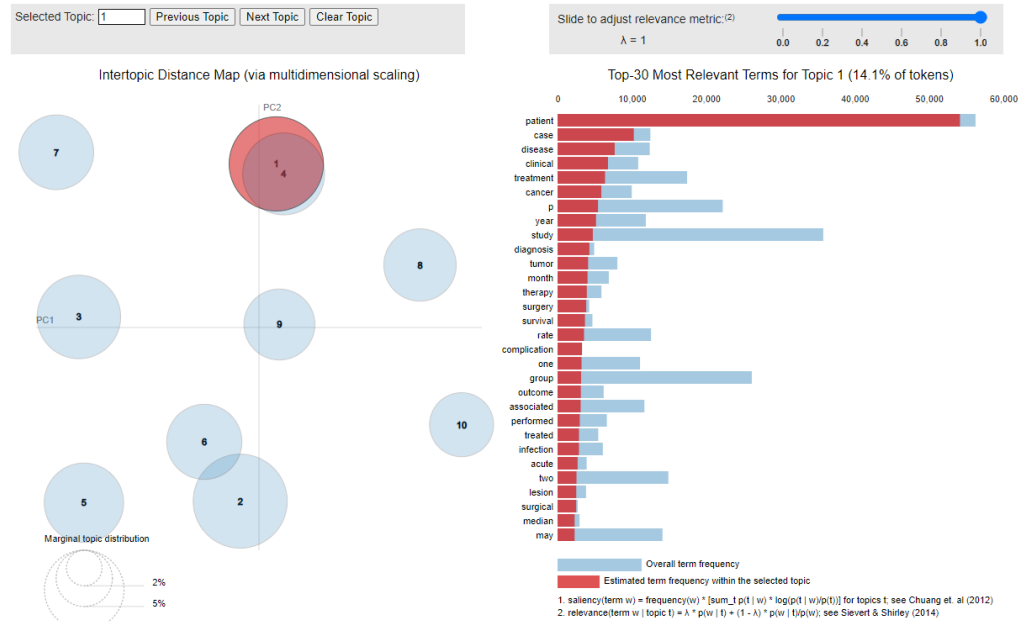 Selected Topic: 1 Previous Topic Next Topic Clear Topic
Slide to adjust relevance metric:(2)
λ = 1
0.0 0.2 0.4 0.6 0.8 1.0
Intertopic Distance Map (via multidimensional scaling)
PC2
7
1
4
8
3
PC1
9
6
10
5
2
Marginal topic distribution
2%
5%
Top-30 Most Relevant Terms for Topic 1 (14.1% of tokens)
0 10,000 20,000 30,000 40,000 50,000 60,000
patient
case
disease
clinical
treatment
cancer
p
year
study
diagnosis
tumor
month
therapy
surgery
survival
rate
complication
one
group
outcome
associated
performed
treated
infection
acute
two
lesion
surgical
median
may
Overall term frequency
Estimated term frequency within the selected topic
1. saliency(term w) = frequency(w) * [sum_t p(t | w) * log(p(t | w)/p(t))] for topics t; see Chuang et. al (2012)
2. relevance(term w | topic t) = λ * p(w | t) + (1 - λ) * p(w | t)/p(w); see Sievert & Shirley (2014)